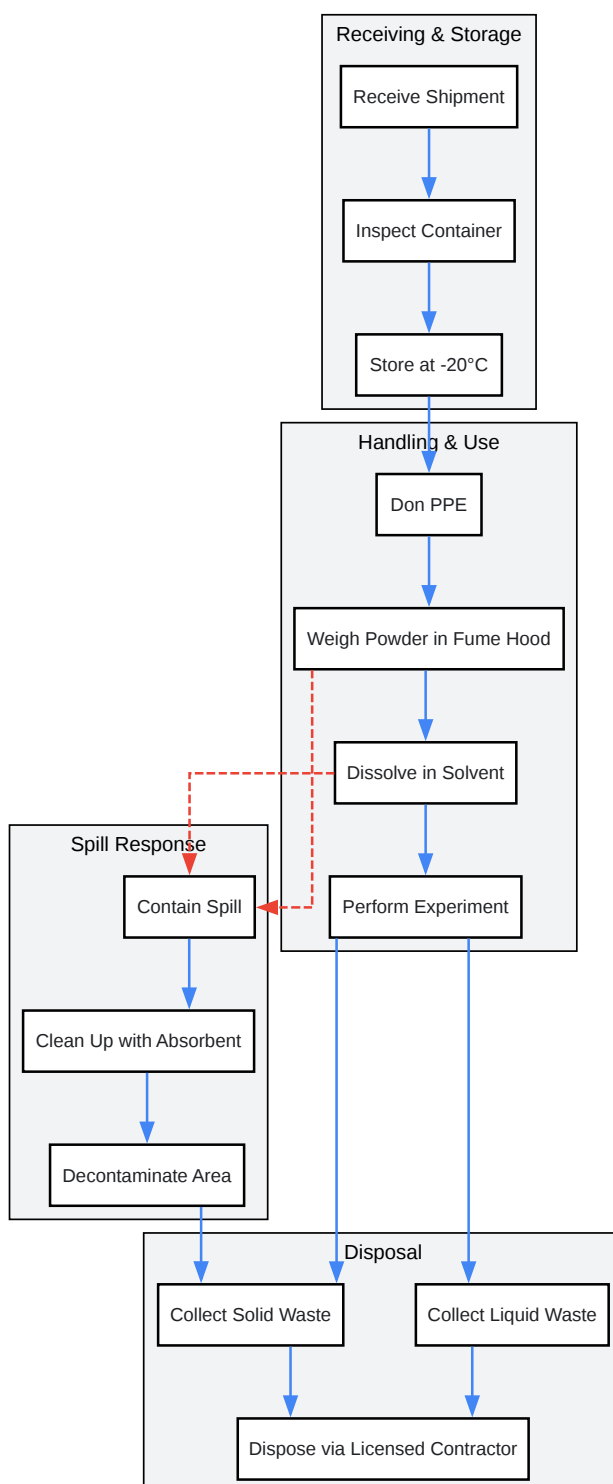 Receiving & Storage
Receive Shipment
Inspect Container
Store at -20°C
Handling & Use
Don PPE
Weigh Powder in Fume Hood
Dissolve in Solvent
Spill Response
Contain Spill
Perform Experiment
Clean Up with Absorbent
Decontaminate Area
Disposal
Collect Solid Waste
Collect Liquid Waste
Dispose via Licensed Contractor